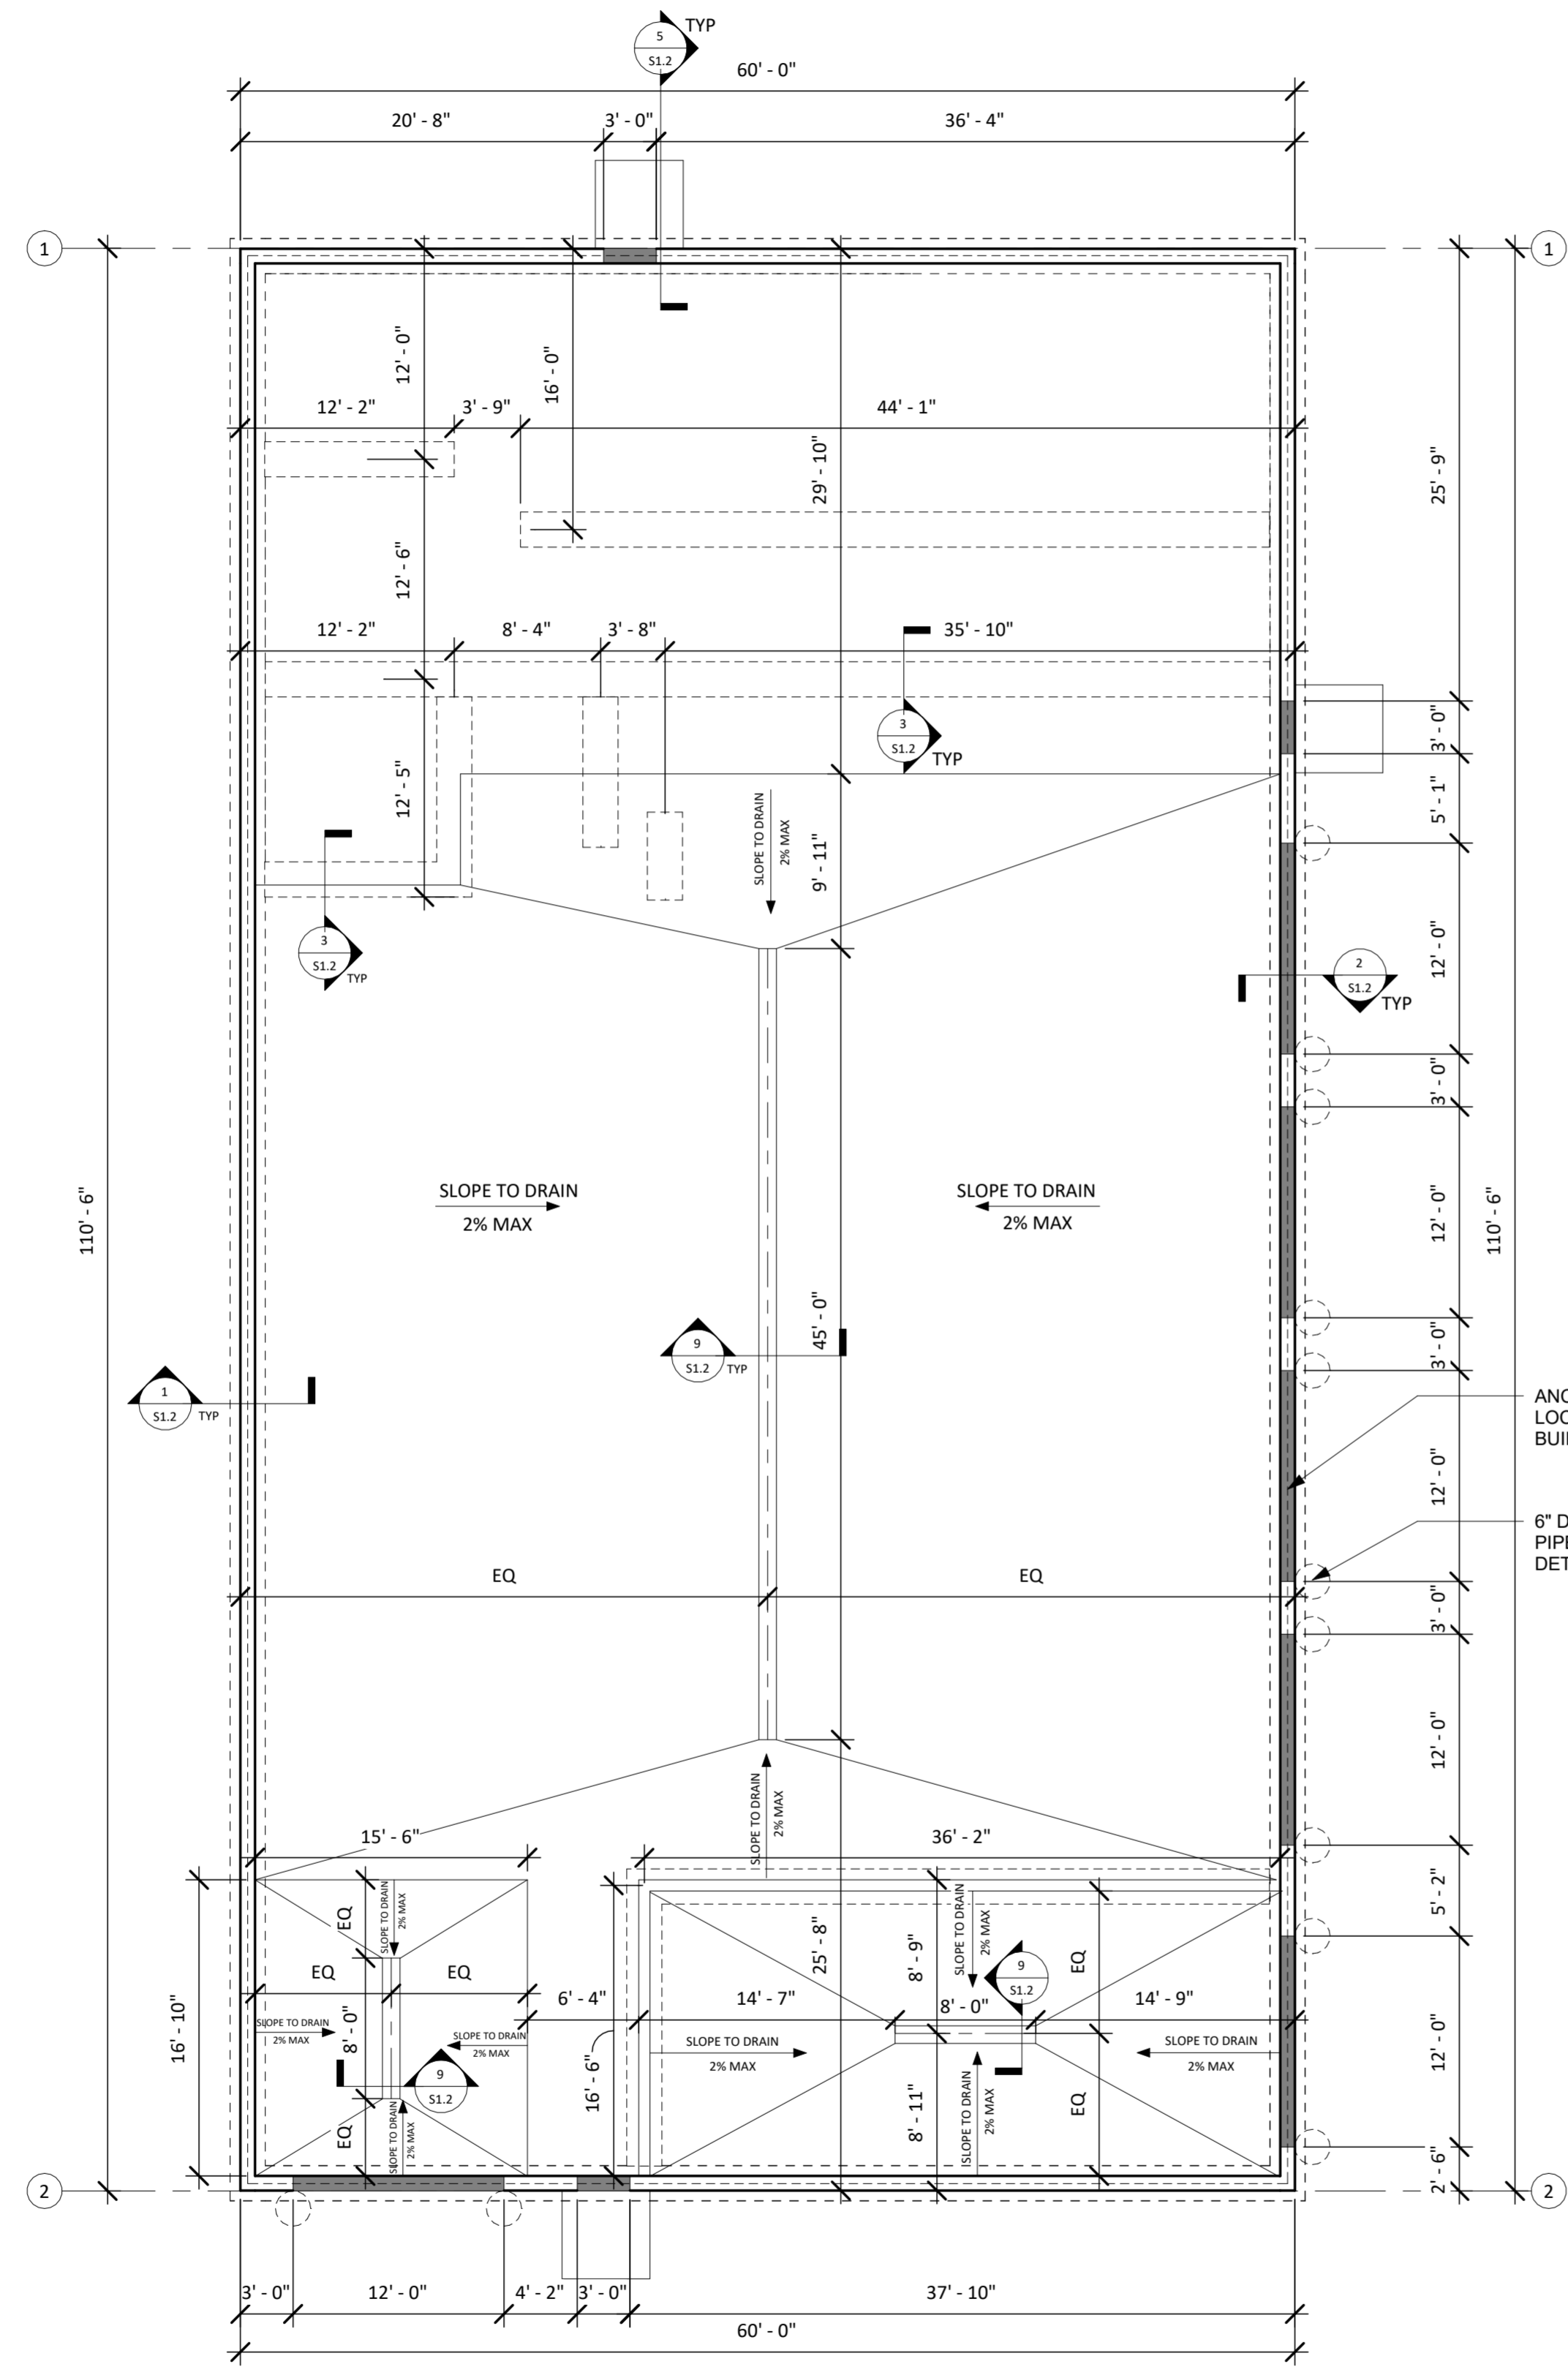 5
S1.2
TYP
60' - 0"
20' - 8"
3' - 0"
36' - 4"
1
1
12' - 0"
16' - 0"
12' - 2"
3' - 9"
44' - 1"
29' - 10"
25' - 9"
12' - 6"
12' - 2"
8' - 4"
3' - 8"
35' - 10"
3
S1.2
TYP
3' - 0"
12' - 5"
SLOPE TO DRAIN
2% MAX
9' - 11"
5' - 1"
3
S1.2
TYP
12' - 0"
2
S1.2
TYP
3' - 0"
110' - 6"
SLOPE TO DRAIN
2% MAX
SLOPE TO DRAIN
2% MAX
12' - 0"
110' - 6"
45' - 0"
9
S1.2
TYP
3' - 0"
1
S1.2
TYP
ANC
LOC
BUI
12' - 0"
6" D
PIPE
DET
EQ
EQ
3' - 0"
12' - 0"
SLOPE TO DRAIN
2% MAX
15' - 6"
36' - 2"
5' - 2"
EQ
SLOPE TO DRAIN
2% MAX
25' - 8"
8' - 9"
SLOPE TO DRAIN
2% MAX
EQ
9
S1.2
EQ
EQ
6' - 4"
14' - 7"
8' - 0"
14' - 9"
16' - 10"
SLOPE TO DRAIN
2% MAX
8' - 0"
SLOPE TO DRAIN
2% MAX
9
S1.2
16' - 6"
SLOPE TO DRAIN
2% MAX
SLOPE TO DRAIN
2% MAX
12' - 0"
EQ
SLOPE TO DRAIN
2% MAX
8' - 11"
SLOPE TO DRAIN
2% MAX
EQ
2' - 6"
2
2
3' - 0"
12' - 0"
4' - 2"
3' - 0"
37' - 10"
60' - 0"